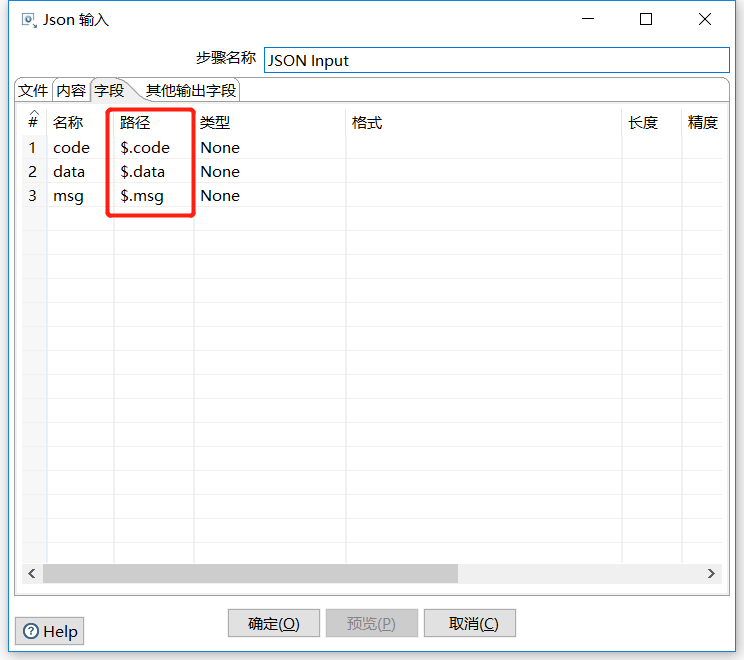 Json 输入
步骤名称 JSON Input
文件 内容 字段 其他输出字段
# 名称 路径 类型 格式 长度 精度
1 code $.code None
2 data $.data None
3 msg $.msg None
Help 确定(O) 预览(P) 取消(C)